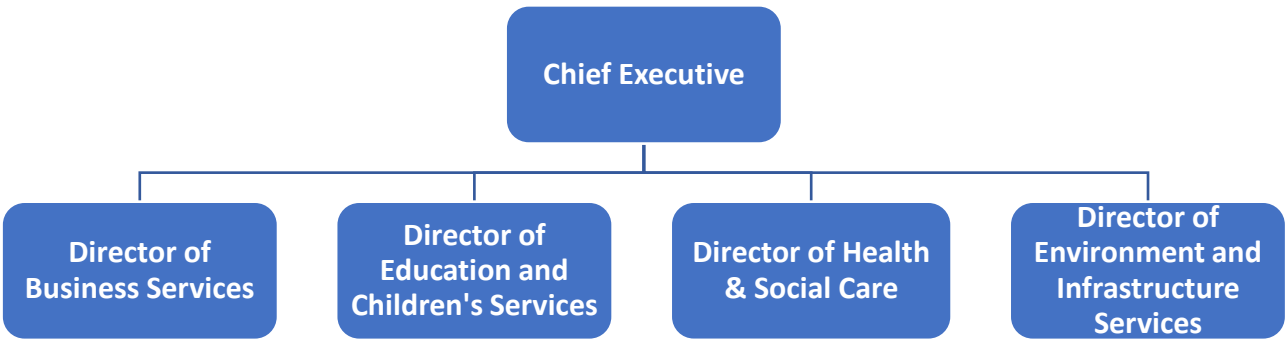 Chief Executive
Director of
Business Services
Director of
Education and
Children's Services
Director of Health
& Social Care
Director of
Environment and
Infrastructure
Services